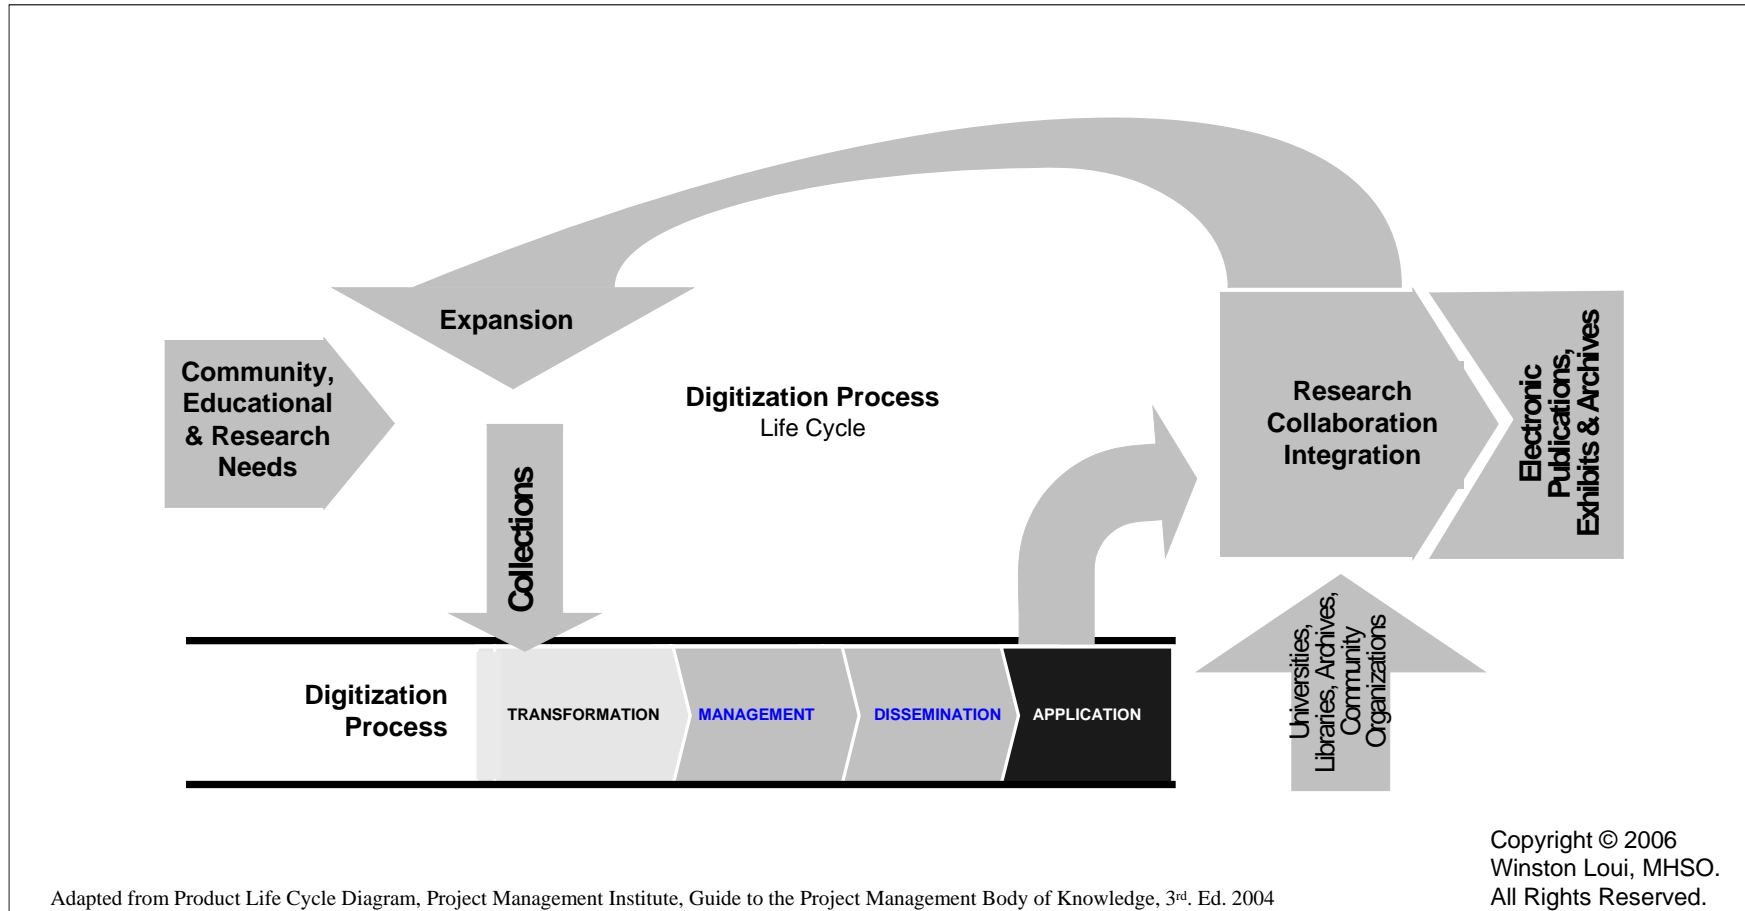 Expansion
Community,
Educational
& Research
Needs
Digitization Process
Life Cycle
Collections
Research
Collaboration
Integration
Electronic
Publications,
Exhibits & Archives
Universities,
Libraries, Archives,
Community
Organizations
Digitization
Process
TRANSFORMATION
MANAGEMENT
DISSEMINATION
APPLICATION
Copyright © 2006
Winston Loui, MHSO.
All Rights Reserved.
Adapted from Product Life Cycle Diagram, Project Management Institute, Guide to the Project Management Body of Knowledge, 3rd. Ed. 2004